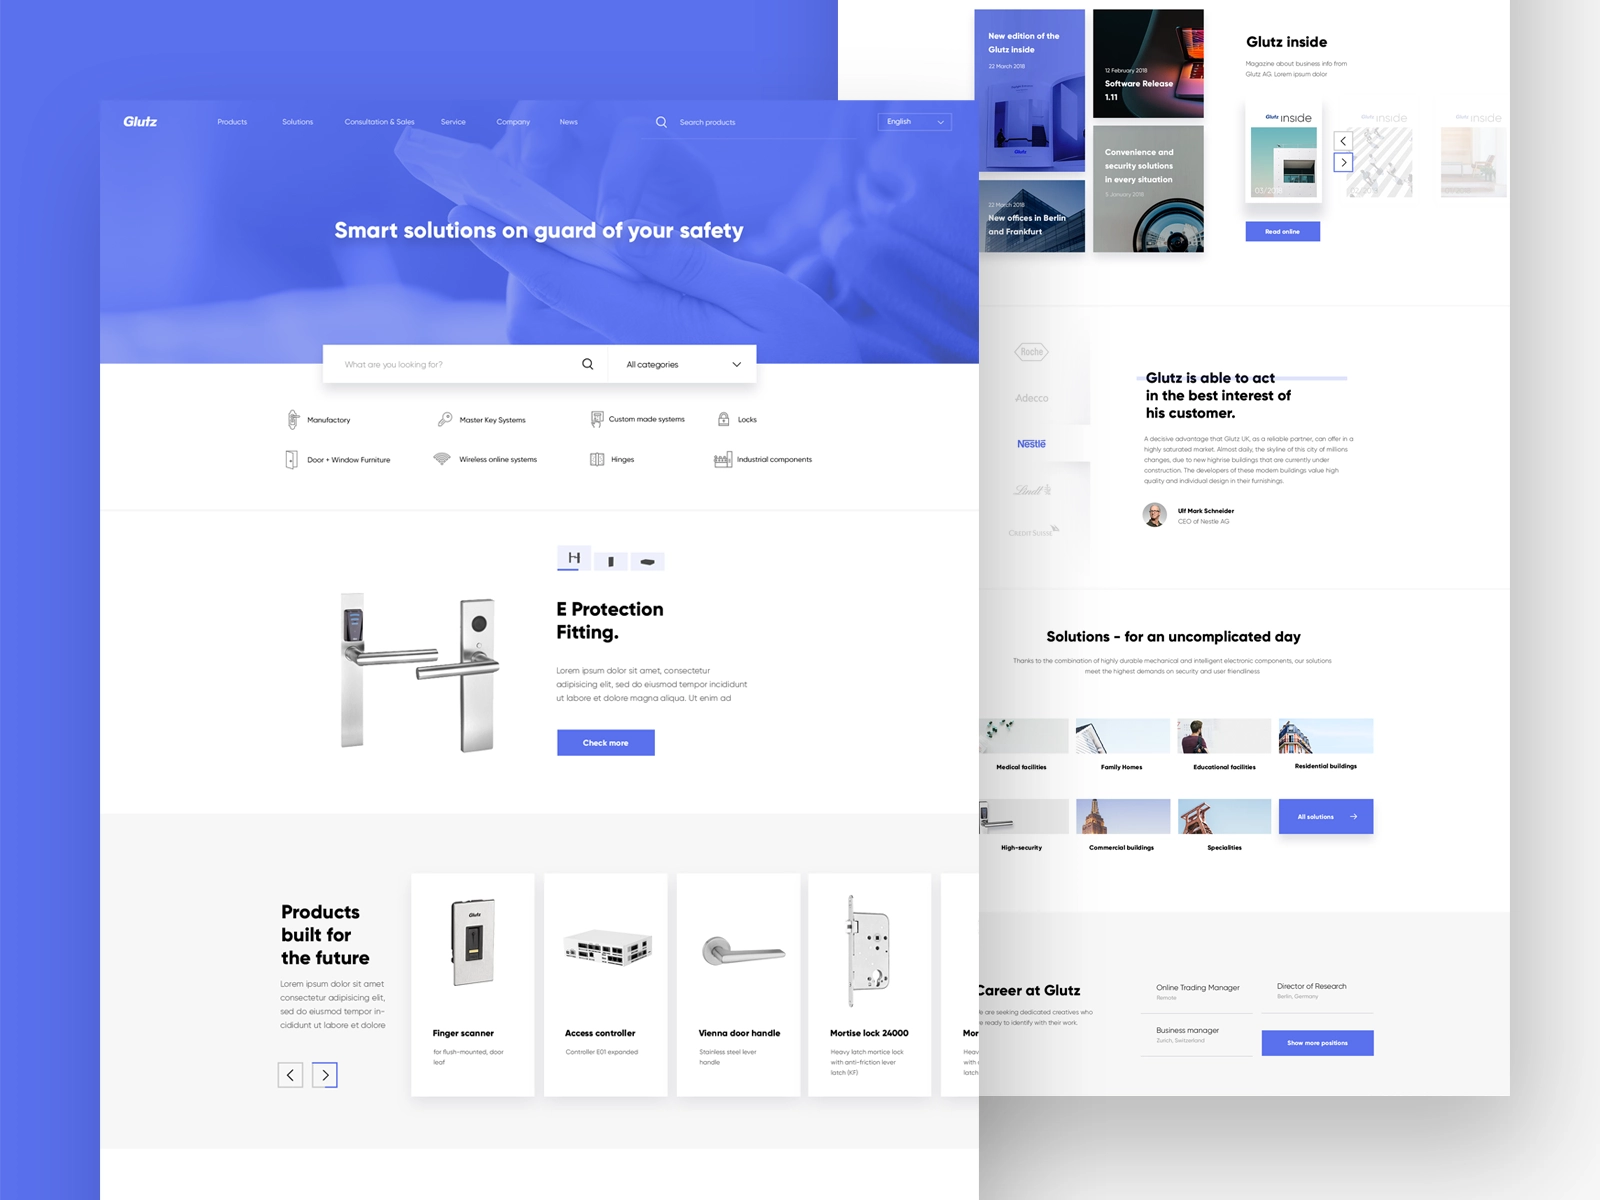 Glutz
Products
Solutions
Consultation & Sales
Service
Company
News
Search products
English
Smart solutions on guard of your safety
What are you looking for?
All categories
Manufactory
Master Key Systems
Custom made systems
Locks
Door + Window Furniture
Wireless online systems
Hinges
Industrial components
E Protection
Fitting.
Lorem ipsum dolor sit amet, consectetur
adipisicing elit, sed do eiusmod tempor incididunt
ut labore et dolore magna aliqua. Ut enim ad
Check more
Products
built for
the future
Lorem ipsum dolor sit amet
consectetur adipisicing elit,
sed do eiusmod tempor in-
cididunt ut labore et dolore
Glutz
Finger scanner
for flush-mounted, door
leaf
Access controller
Controller E01 expanded
Vienna door handle
Stainless steel lever
handle
Mortise lock 24000
Heavy latch mortice lock
with anti-friction lever
latch (KF)
Mor
Heavy
with a
latch
New edition of the
Glutz inside
22 March 2018
Glutz
12 February 2018
Software Release
1.11
Convenience and
security solutions
in every situation
5 January 2018
22 March 2018
New offices in Berlin
and Frankfurt
Glutz inside
Magazine about business info from
Glutz AG. Lorem ipsum dolor
Glutz inside
03/2018
Glutz inside
Glutz inside
Read online
Roche
Adecco
Nestlé
Lindt
CREDIT SUISSE
Glutz is able to act
in the best interest of
his customer.
A decisive advantage that Glutz UK, as a reliable partner, can offer in a
highly saturated market. Almost daily, the skyline of this city of millions
changes, due to new highrise buildings that are currently under
construction. The developers of these modern buildings value high
quality and individual design in their furnishings.
Ulf Mark Schneider
CEO of Nestle AG
Solutions - for an uncomplicated day
Thanks to the combination of highly durable mechanical and inteligent electronic components, our solutions
meet the highest demands on security and user friendliness
Medical facilities
Family Homes
Educational facilities
Residential buildings
High-security
Commercial buildings
Specialities
All solutions
Career at Glutz
e are seeking dedicated creatives who
e ready to identify with their work.
Online Trading Manager
Remote
Director of Research
Berlin, Germany
Business manager
Zurich, Switzerland
Show more positions